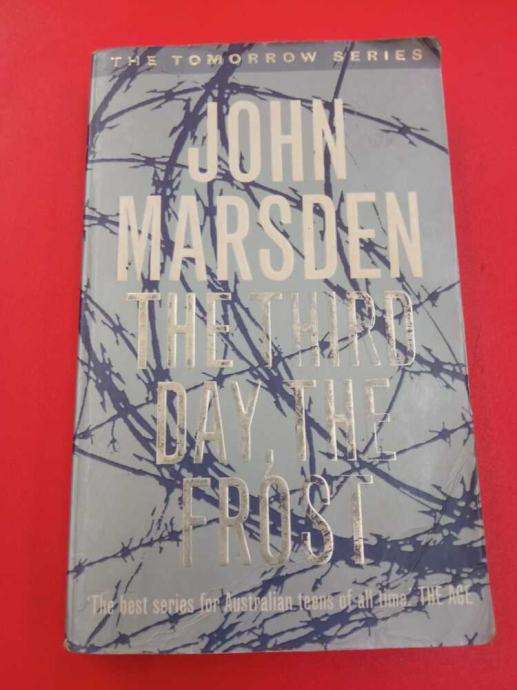 THE TOMORROW SERIES
JOHN
MARSDEN
THE THIRD
DAY, THE
FROST
'The best series for Australian teens of all time.' THE AGE